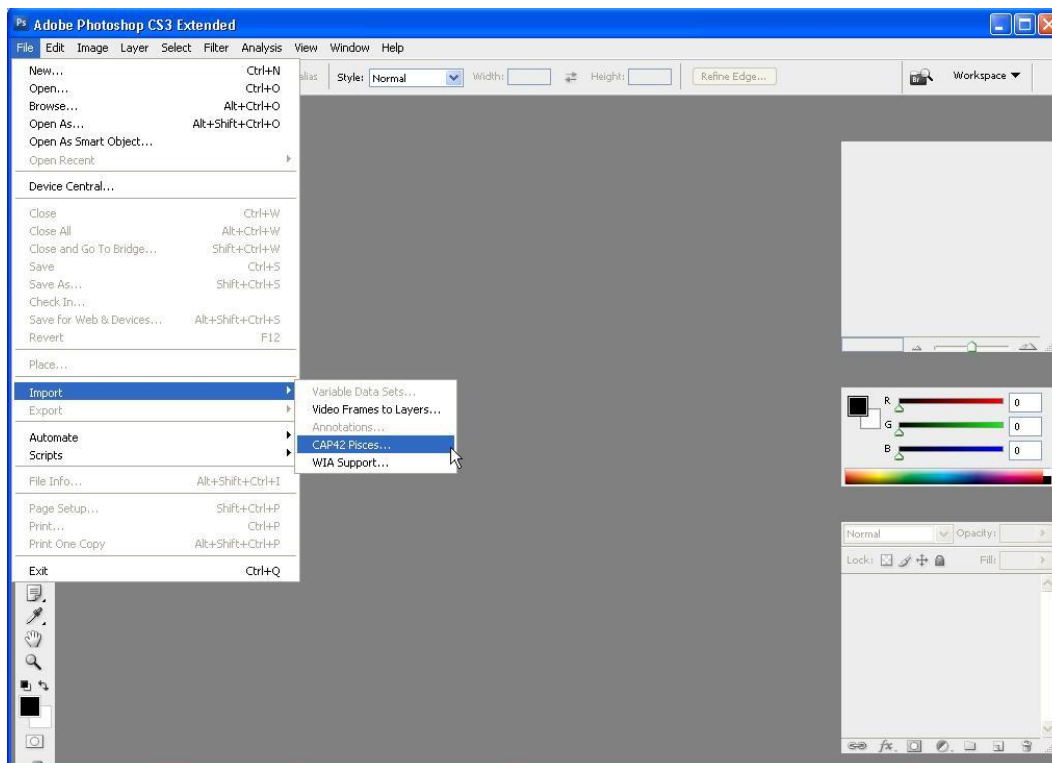 Ps Adobe Photoshop CS3 Extended
File Edit Image Layer Select Filter Analysis View Window Help
alias Style: Normal Width: Height: Refine Edge... Br Workspace
New... Ctrl+N
Open... Ctrl+O
Browse... Alt+Ctrl+O
Open As... Alt+Shift+Ctrl+O
Open As Smart Object...
Open Recent
Device Central...
Close Ctrl+W
Close All Alt+Ctrl+W
Close and Go To Bridge... Shift+Ctrl+W
Save Ctrl+S
Save As... Shift+Ctrl+S
Check In...
Save for Web & Devices... Alt+Shift+Ctrl+S
Revert F12
Place...
Import
Export
Automate
Scripts
File Info... Alt+Shift+Ctrl+I
Page Setup... Shift+Ctrl+P
Print... Ctrl+P
Print One Copy Alt+Shift+Ctrl+P
Exit Ctrl+Q
Variable Data Sets...
Video Frames to Layers...
Annotations...
CAP42 Pisces...
WIA Support...
R 0
G 0
B 0
Normal Opacity:
Lock: Fill:
fx.